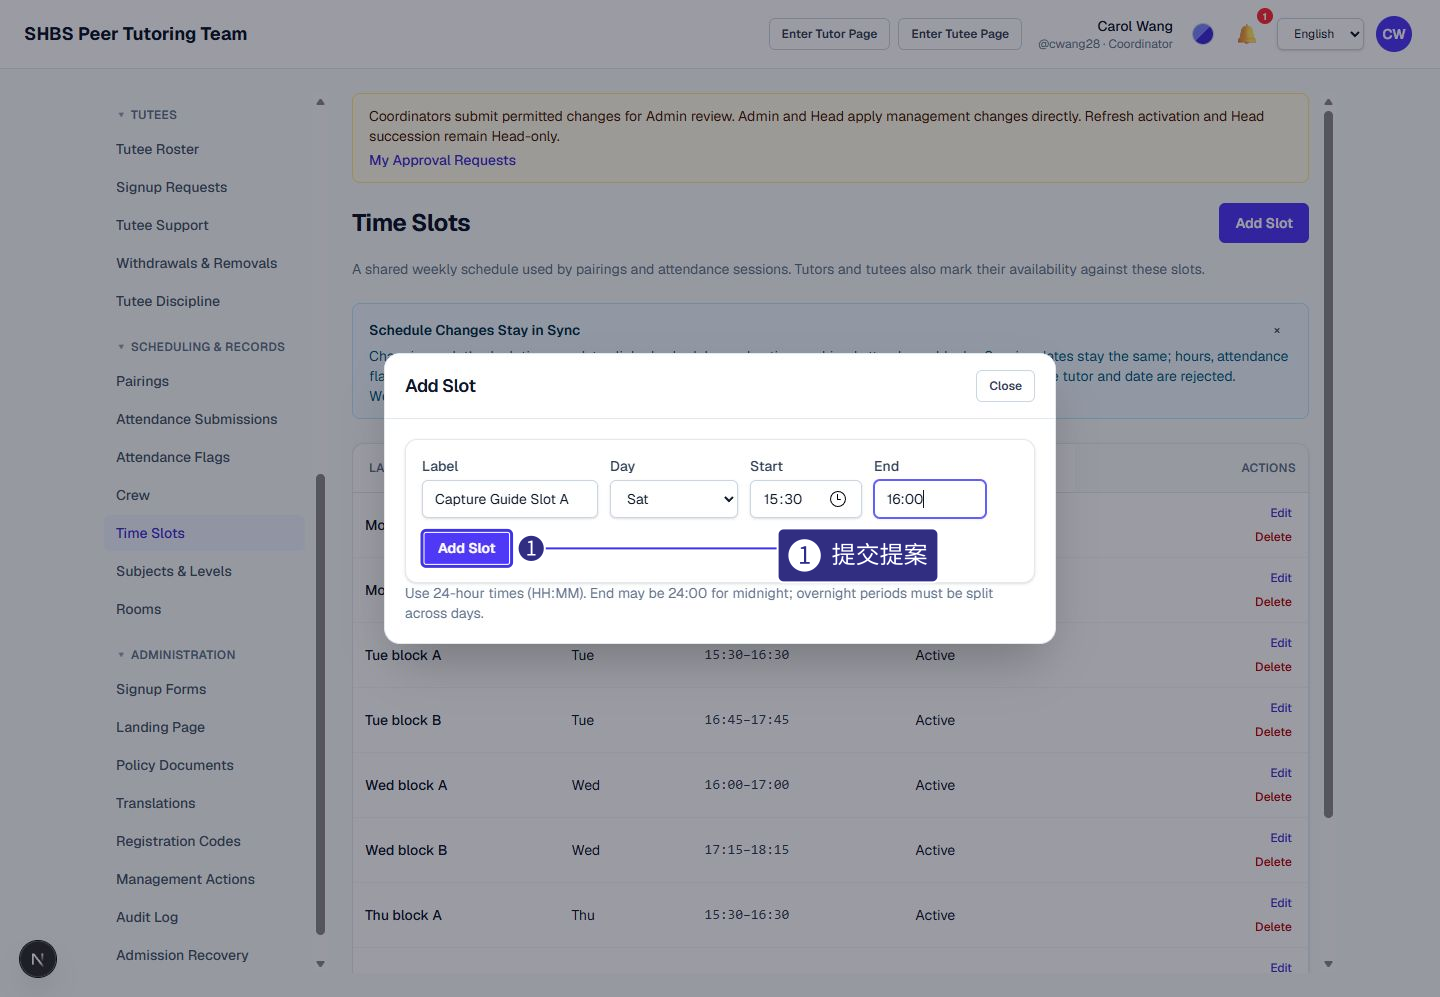 SHBS Peer Tutoring Team
Enter Tutor Page
Enter Tutee Page
Carol Wang
@cwang28 · Coordinator
1
English
CW
TUTEES
Tutee Roster
Signup Requests
Tutee Support
Withdrawals & Removals
Tutee Discipline
SCHEDULING & RECORDS
Pairings
Attendance Submissions
Attendance Flags
Crew
Time Slots
Subjects & Levels
Rooms
ADMINISTRATION
Signup Forms
Landing Page
Policy Documents
Translations
Registration Codes
Management Actions
Audit Log
Admission Recovery
N
Coordinators submit permitted changes for Admin review. Admin and Head apply management changes directly. Refresh activation and Head
succession remain Head-only.
My Approval Requests
Time Slots
Add Slot
A shared weekly schedule used by pairings and attendance sessions. Tutors and tutees also mark their availability against these slots.
Schedule Changes Stay in Sync
×
stay the same; hours, attendance
tutor and date are rejected.
Add Slot
Close
Label
Day
Start
End
Capture Guide Slot A
Sat
15:30
16:00
Add Slot
1
1 提交提案
Use 24-hour times (HH:MM). End may be 24:00 for midnight; overnight periods must be split
across days.
ACTIONS
Edit
Delete
Edit
Delete
Tue block A Tue 15:30–16:30 Active Edit
Delete
Tue block B Tue 16:45–17:45 Active Edit
Delete
Wed block A Wed 16:00–17:00 Active Edit
Delete
Wed block B Wed 17:15–18:15 Active Edit
Delete
Thu block A Thu 15:30–16:30 Active Edit
Delete
Edit